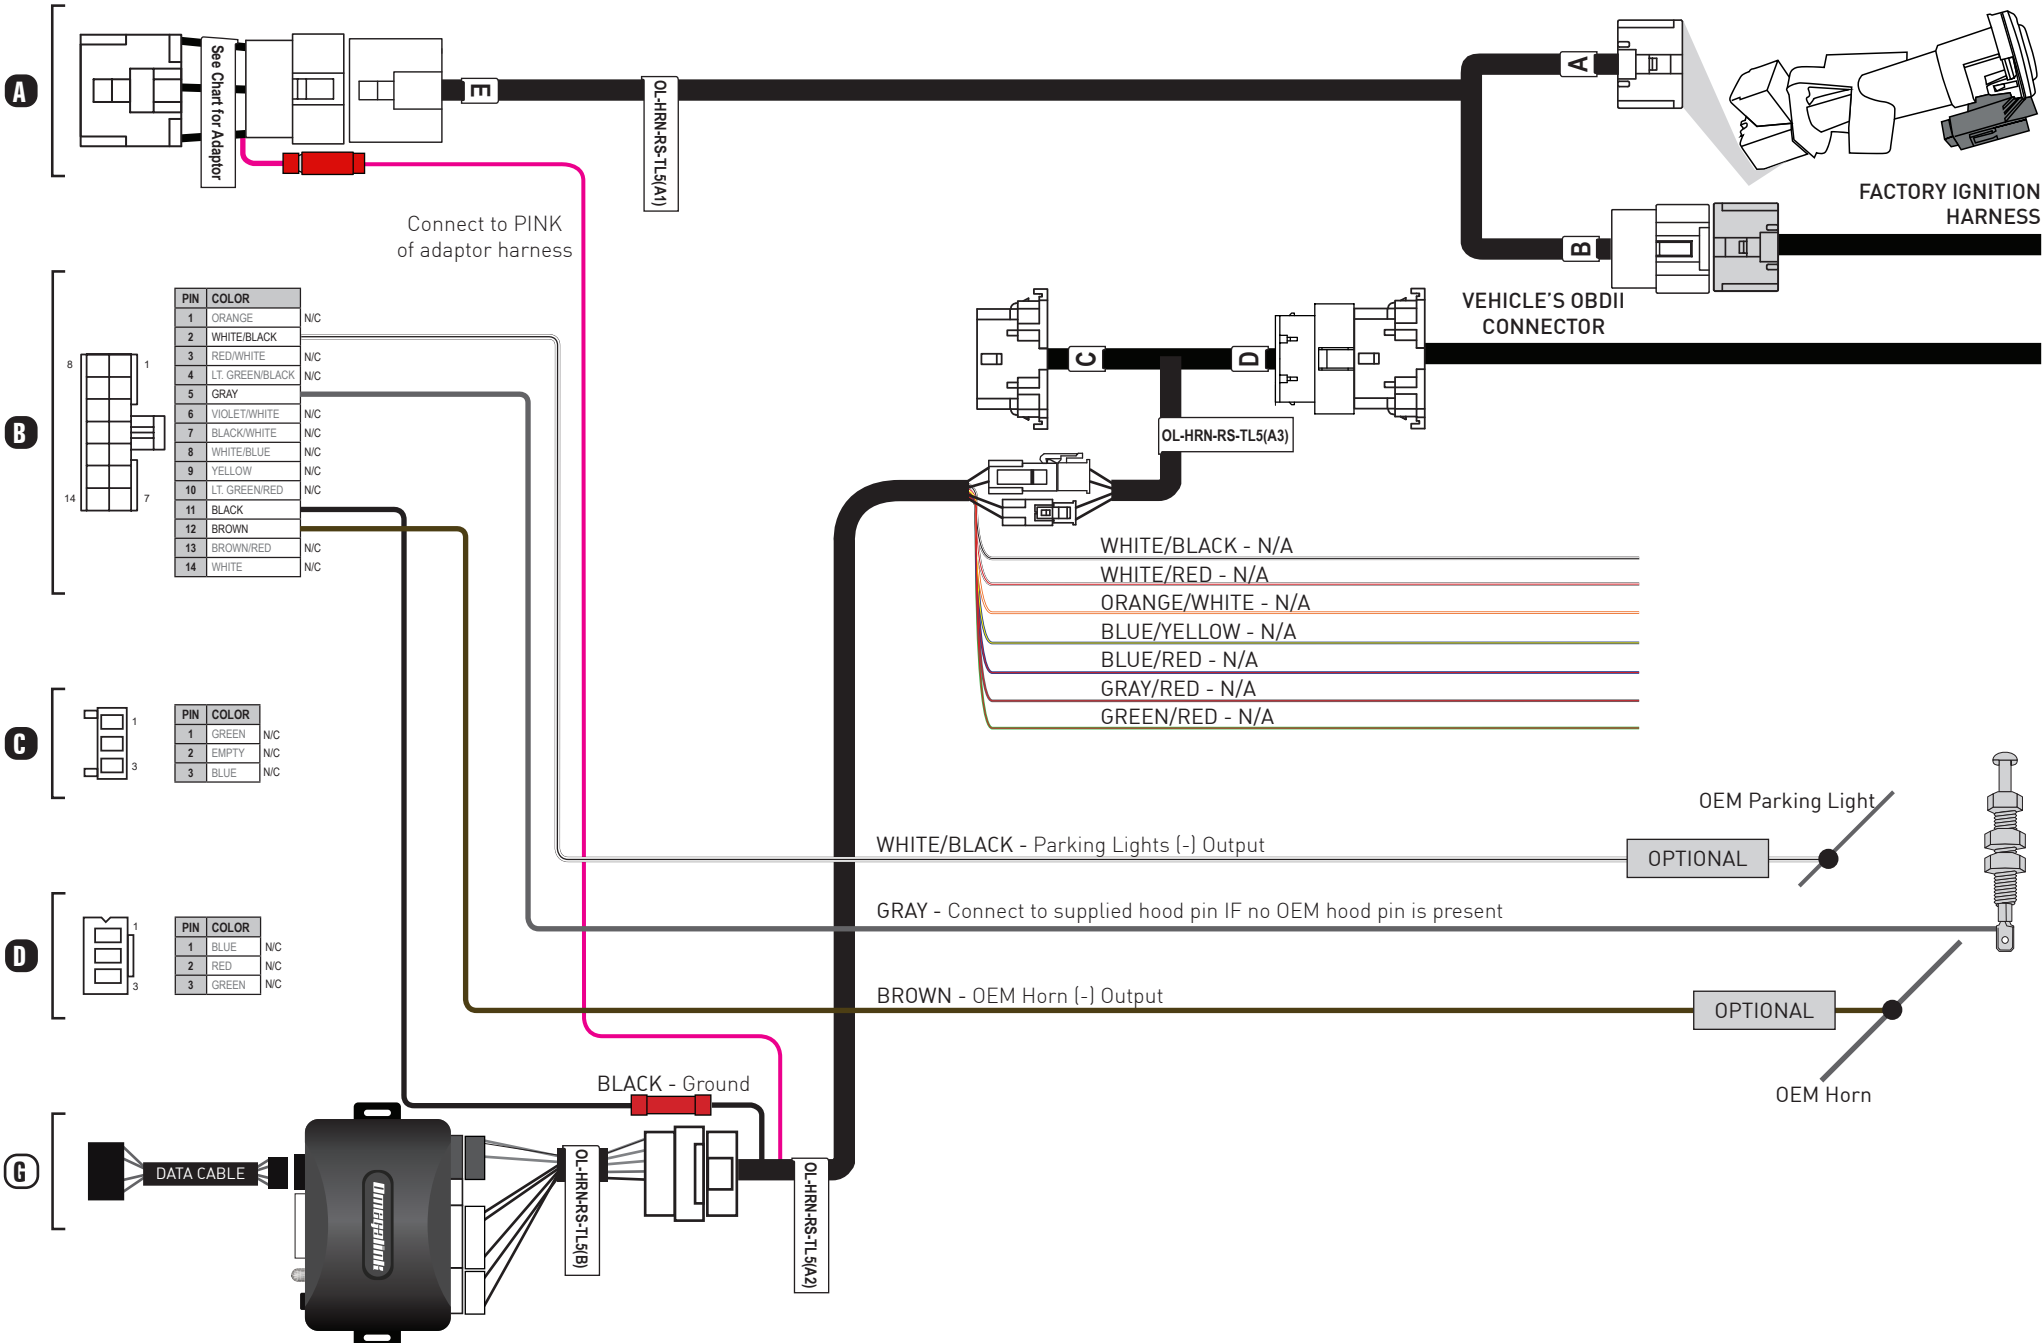 A
See Chart for Adaptor
E
OL-HRN-RS-TL5(A1)
A
B
FACTORY IGNITION
HARNESS
Connect to PINK
of adaptor harness
VEHICLE'S OBDII
CONNECTOR
C
D
OL-HRN-RS-TL5(A3)
B
8
1
14
7
PIN COLOR
1 ORANGE N/C
2 WHITE/BLACK
3 RED/WHITE N/C
4 LT. GREEN/BLACK N/C
5 GRAY
6 VIOLET/WHITE N/C
7 BLACK/WHITE N/C
8 WHITE/BLUE N/C
9 YELLOW N/C
10 LT. GREEN/RED N/C
11 BLACK
12 BROWN
13 BROWN/RED N/C
14 WHITE N/C
WHITE/BLACK - N/A
WHITE/RED - N/A
ORANGE/WHITE - N/A
BLUE/YELLOW - N/A
BLUE/RED - N/A
GRAY/RED - N/A
GREEN/RED - N/A
C
1
3
PIN COLOR
1 GREEN N/C
2 EMPTY N/C
3 BLUE N/C
OEM Parking Light
WHITE/BLACK - Parking Lights (-) Output
OPTIONAL
GRAY - Connect to supplied hood pin IF no OEM hood pin is present
D
1
3
PIN COLOR
1 BLUE N/C
2 RED N/C
3 GREEN N/C
BROWN - OEM Horn (-) Output
OPTIONAL
OEM Horn
BLACK - Ground
G
DATA CABLE
Omegalink
OL-HRN-RS-TL5(B)
OL-HRN-RS-TL5(A2)